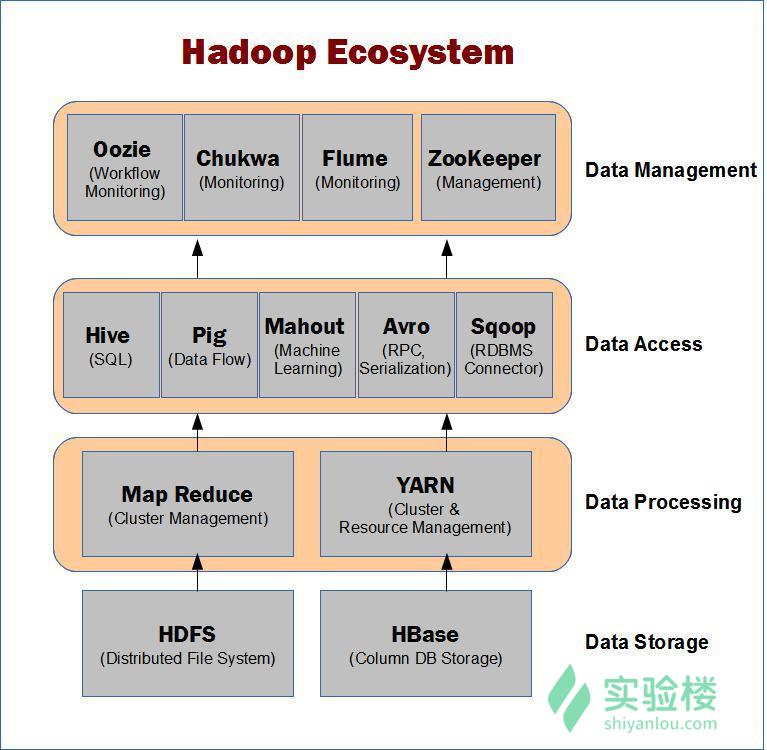 Hadoop Ecosystem
Oozie
(Workflow
Monitoring)
Chukwa
(Monitoring)
Flume
(Monitoring)
ZooKeeper
(Management)
Data Management
Hive
(SQL)
Pig
(Data Flow)
Mahout
(Machine
Learning)
Avro
(RPC,
Serialization)
Sqoop
(RDBMS
Connector)
Data Access
Map Reduce
(Cluster Management)
YARN
(Cluster &
Resource Management)
Data Processing
HDFS
(Distributed File System)
HBase
(Column DB Storage)
Data Storage
实验楼
shiyanlou.com